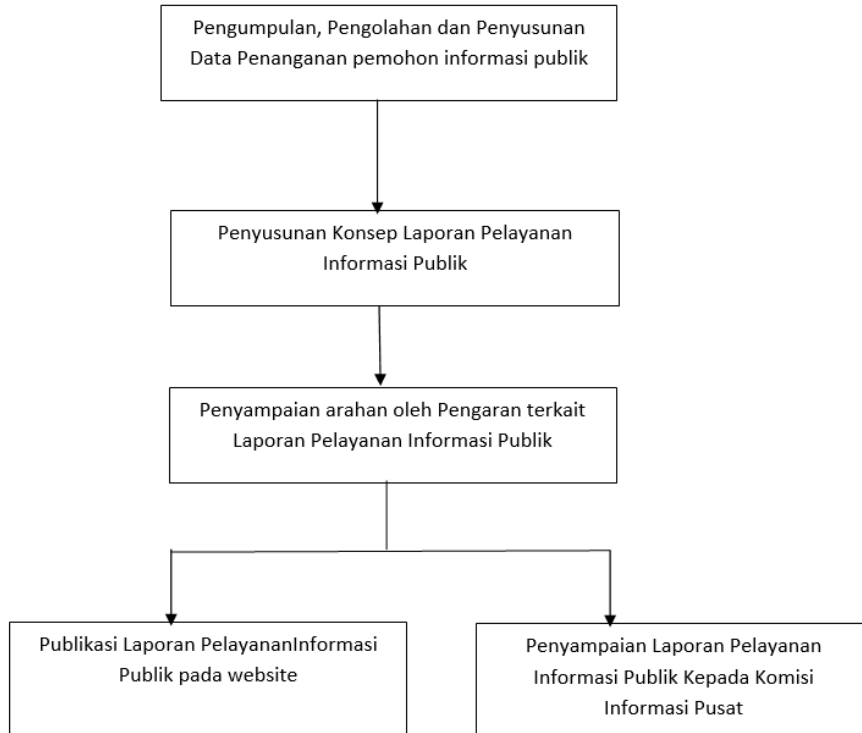 Pengumpulan, Pengolahan dan Penyusunan
Data Penanganan pemohon informasi publik
Penyusunan Konsep Laporan Pelayanan
Informasi Publik
Penyampaian arahan oleh Pengaran terkait
Laporan Pelayanan Informasi Publik
Publikasi Laporan PelayananInformasi
Publik pada website
Penyampaian Laporan Pelayanan
Informasi Publik Kepada Komisi
Informasi Pusat